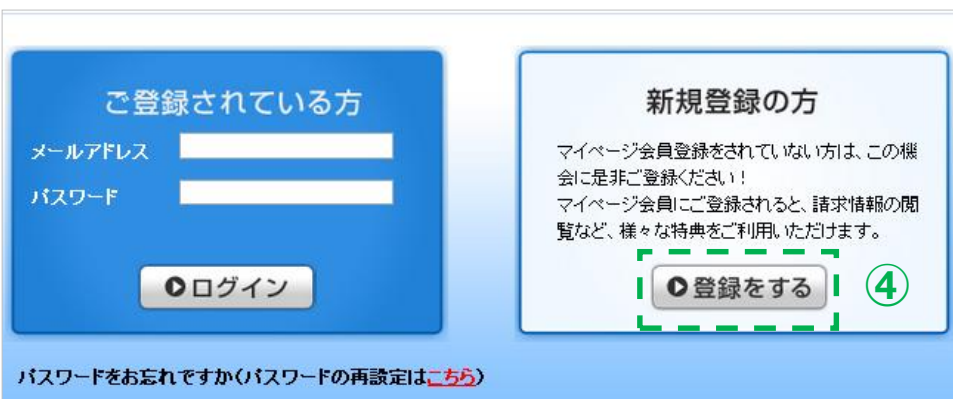 ご登録されている方
メールアドレス
パスワード
ログイン
新規登録の方
マイページ会員登録をされていない方は、この機
会に是非ご登録ください!
マイページ会員にご登録されると、請求情報の閲
覧など、様々な特典をご利用いただけます。
登録をする
④
パスワードをお忘れですか(パスワードの再設定はこちら)